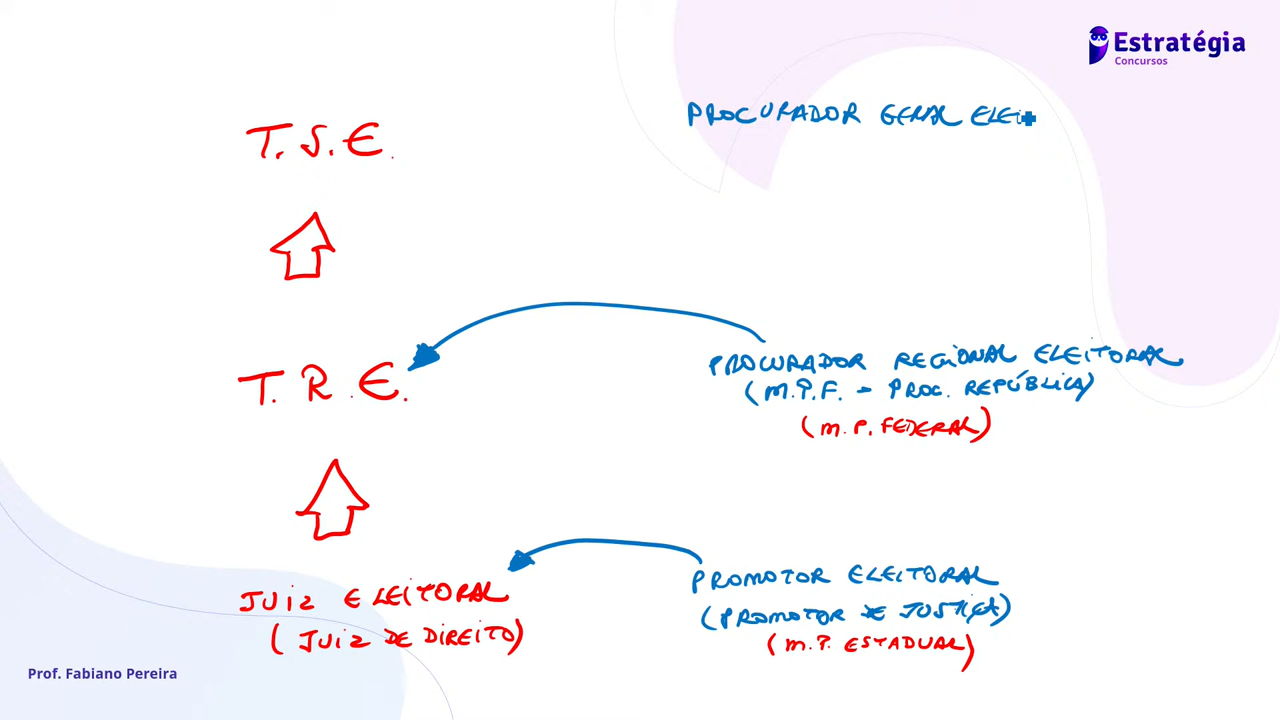 Estratégia
Concursos
T.S.E.
PROCURADOR GERAL ELEI
T.R.E.
PROCURADOR REGIONAL ELEITORAL
(M.P.F. - PROC. REPÚBLICA)
(M.P. FEDERAL)
JUIZ ELEITORAL
(JUIZ DE DIREITO)
PROMOTOR ELEITORAL
(PROMOTOR DE JUSTIÇA)
(M.P. ESTADUAL)
Prof. Fabiano Pereira